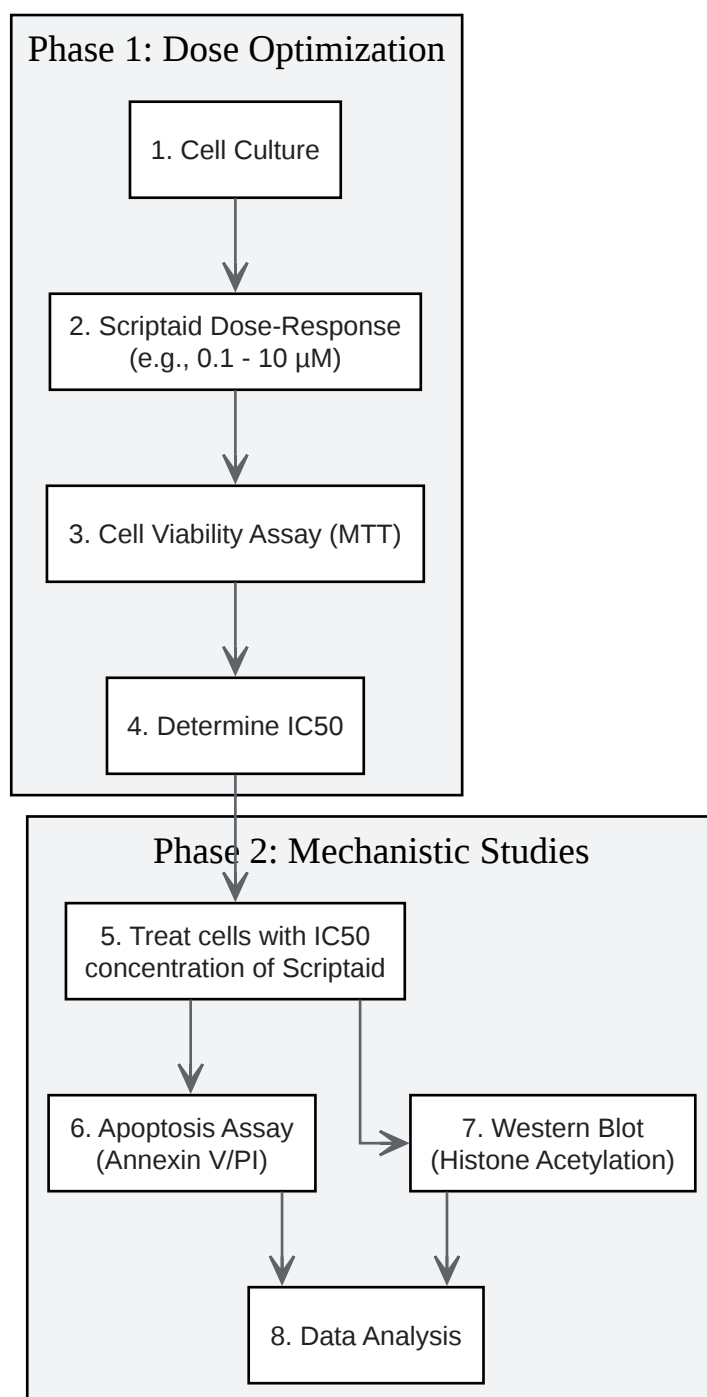 Phase 1: Dose Optimization
1. Cell Culture
2. Scriptaid Dose-Response
(e.g., 0.1 - 10 µM)
3. Cell Viability Assay (MTT)
4. Determine IC50
Phase 2: Mechanistic Studies
5. Treat cells with IC50
concentration of Scriptaid
6. Apoptosis Assay
(Annexin V/PI)
7. Western Blot
(Histone Acetylation)
8. Data Analysis